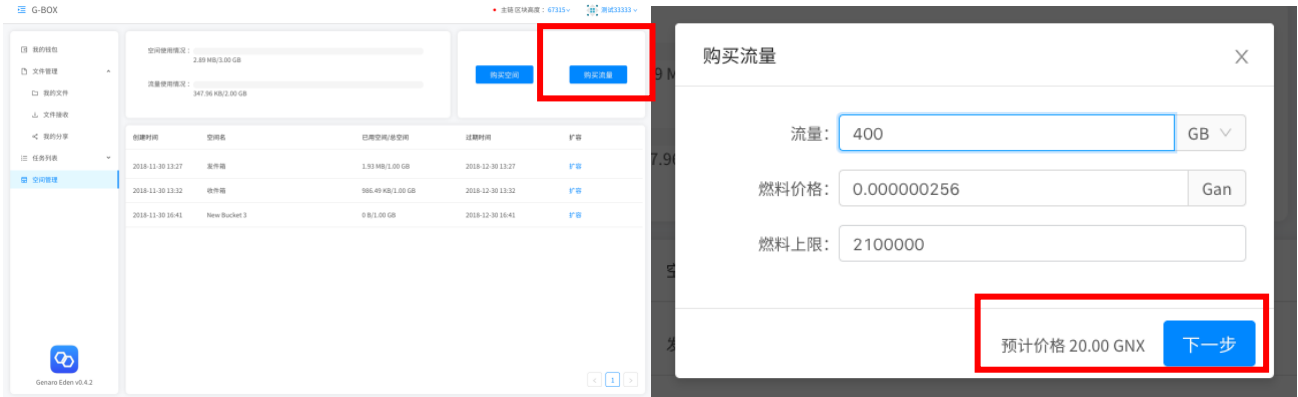 G-BOX
主链 区块高度： 67315
测试33333
我的钱包
文件管理
我的文件
文件接收
我的分享
任务列表
空间管理
Genaro Eden v0.4.2
空间使用情况：
2.89 MB/3.00 GB
流量使用情况：
347.96 KB/2.00 GB
购买空间
购买流量
创建时间 空间名 已用空间/总空间 过期时间 扩容
2018-11-30 13:27 发件箱 1.93 MB/1.00 GB 2018-12-30 13:27 扩容
2018-11-30 13:32 收件箱 986.49 KB/1.00 GB 2018-12-30 13:32 扩容
2018-11-30 16:41 New Bucket 3 0 B/1.00 GB 2018-12-30 16:41 扩容
1
购买流量
流量： 400 GB
燃料价格： 0.000000256 Gan
燃料上限： 2100000
预计价格 20.00 GNX
下一步